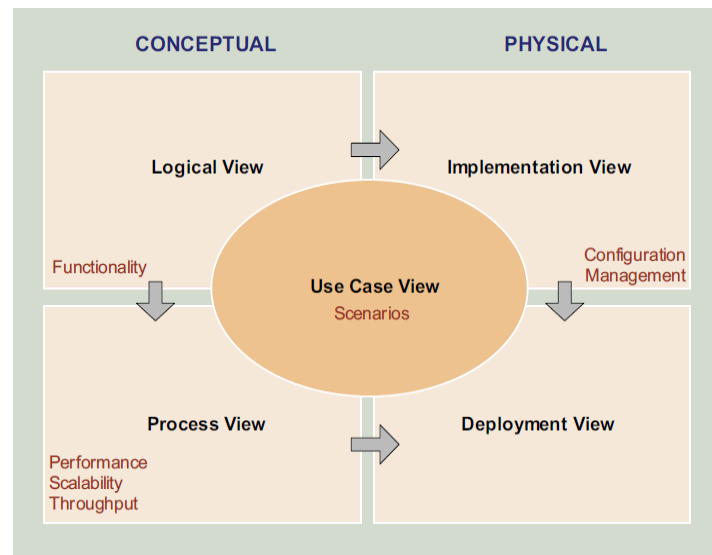 CONCEPTUAL
PHYSICAL
Logical View
Implementation View
Functionality
Configuration
Management
Use Case View
Scenarios
Process View
Deployment View
Performance
Scalability
Throughput